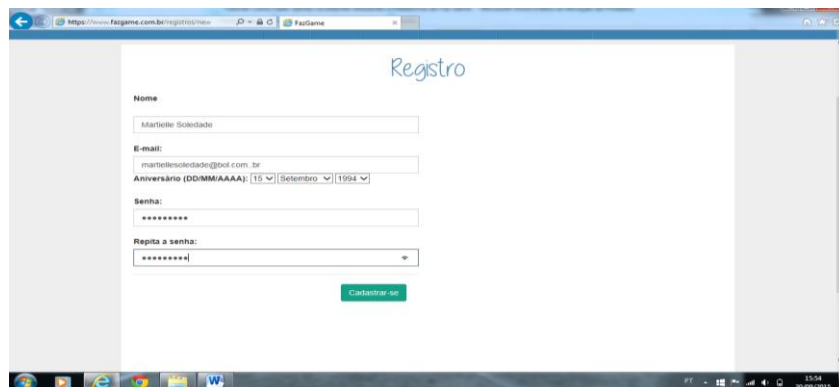 https://www.fazgame.com.br/registros/new
FazGame
Registro
Nome
Martielle Soledade
E-mail:
martiellesoledade@bol.com.br
Aniversário (DD/MM/AAAA): 15 Setembro 1994
Senha:
Repita a senha:
Cadastrar-se
PT
15:54